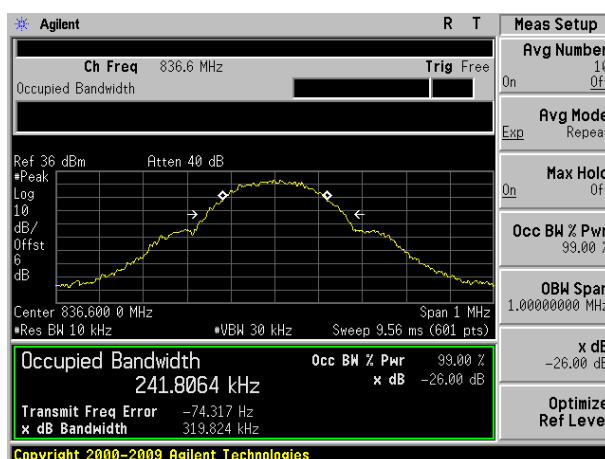 Agilent R T
Meas Setup
Ch Freq 836.6 MHz Trig Free
Occupied Bandwidth
Avg Number
10
On Off
Avg Mode
Exp Repeat
Ref 36 dBm Atten 40 dB
#Peak
Log
10
dB/
Offst
6
dB
Max Hold
On Off
Occ BW % Pwr
99.00 %
Center 836.600 0 MHz Span 1 MHz
#Res BW 10 kHz #VBW 30 kHz Sweep 9.56 ms (601 pts)
OBW Span
1.00000000 MHz
Occupied Bandwidth Occ BW % Pwr 99.00 %
241.8064 kHz x dB -26.00 dB
Transmit Freq Error -74.317 Hz
x dB Bandwidth 319.824 kHz
x dB
-26.00 dB
Optimize
Ref Level
Copyright 2000-2009 Agilent Technologies